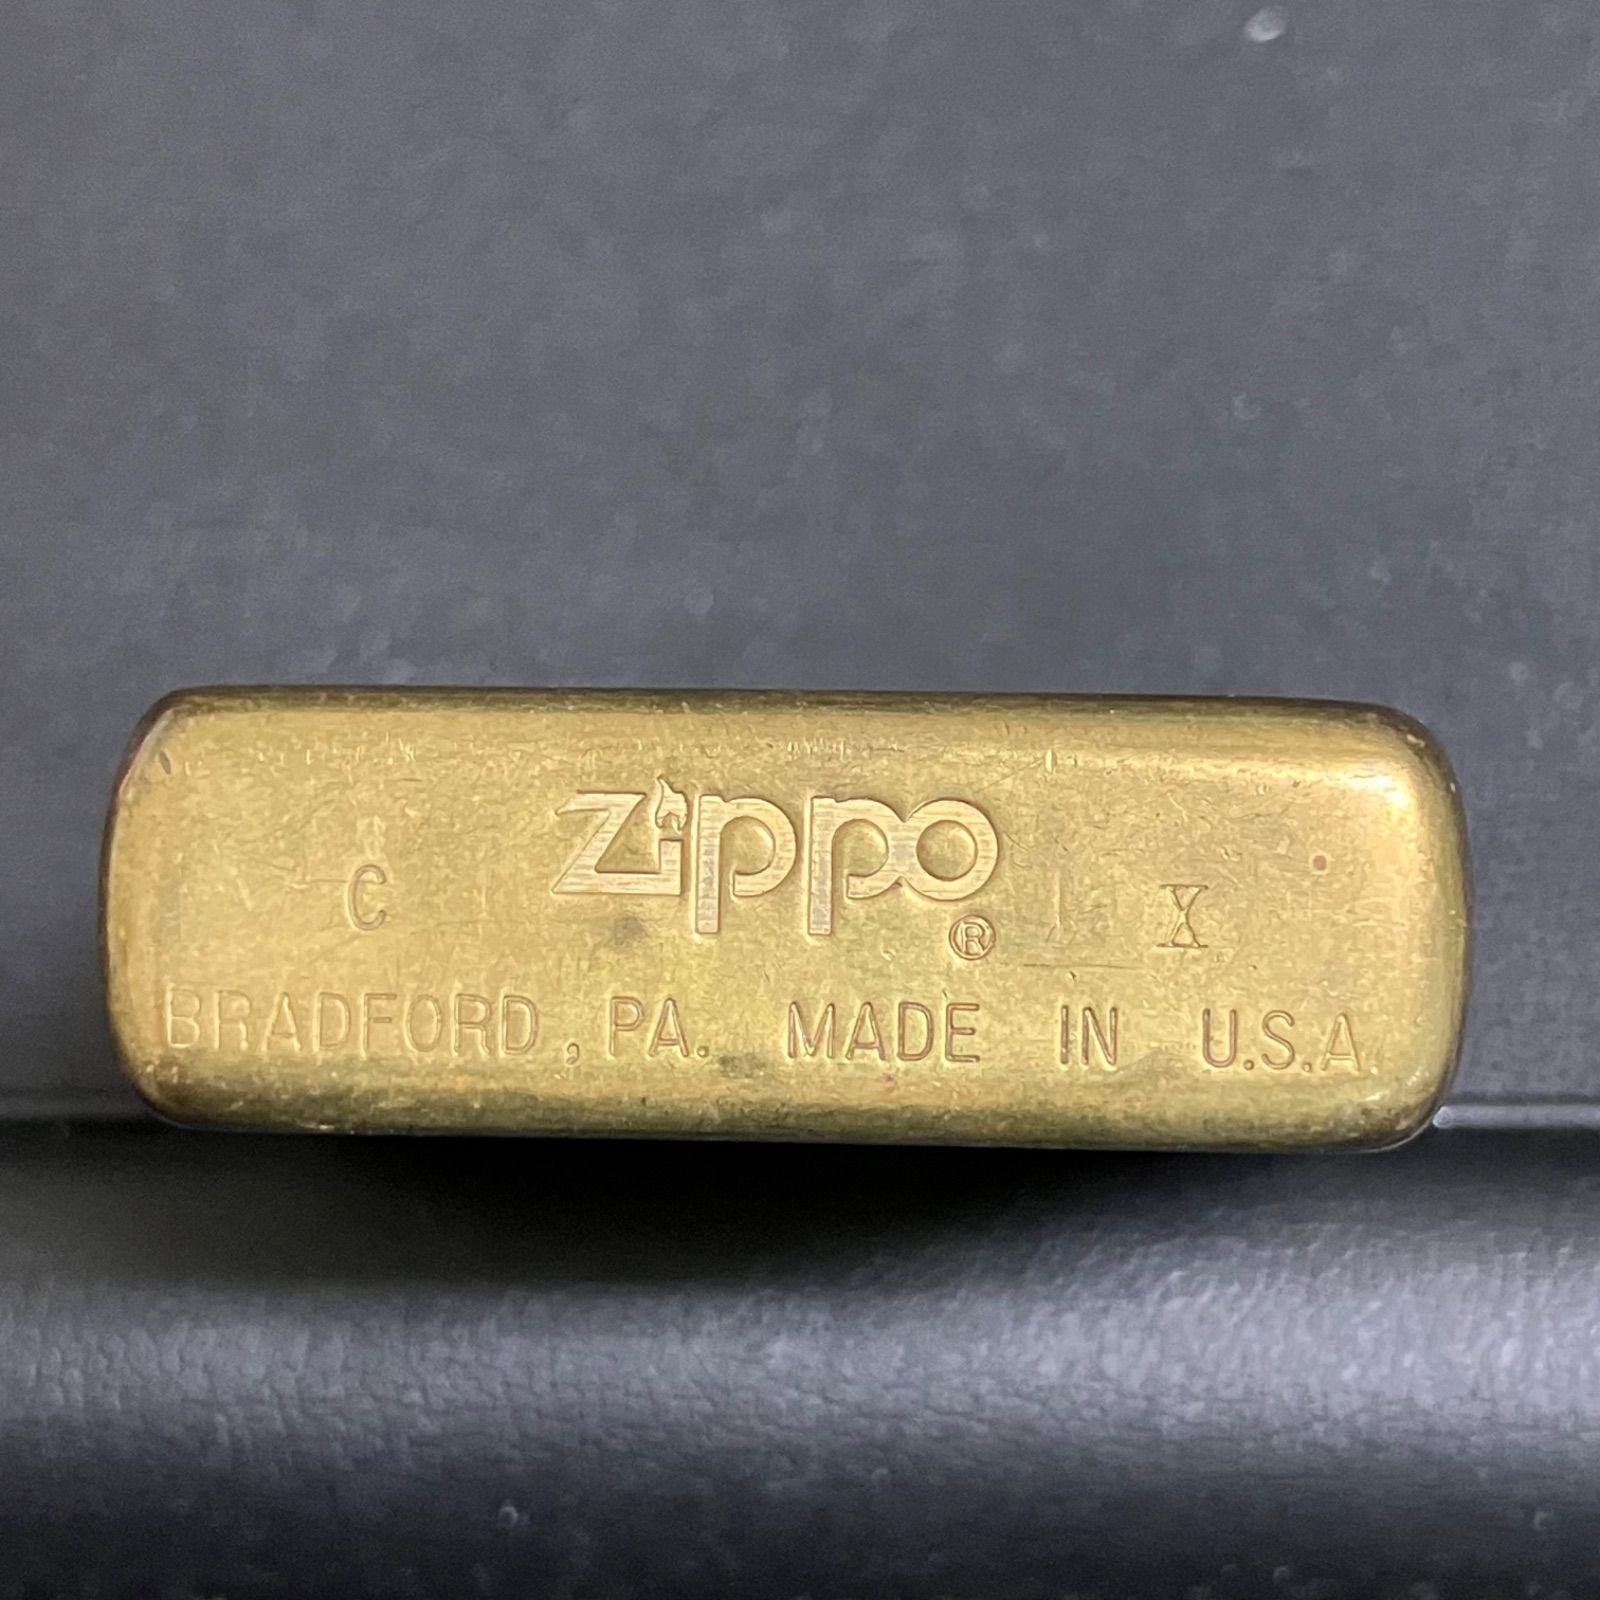 Zippo
C ® X
BRADFORD, PA. MADE IN U.S.A.